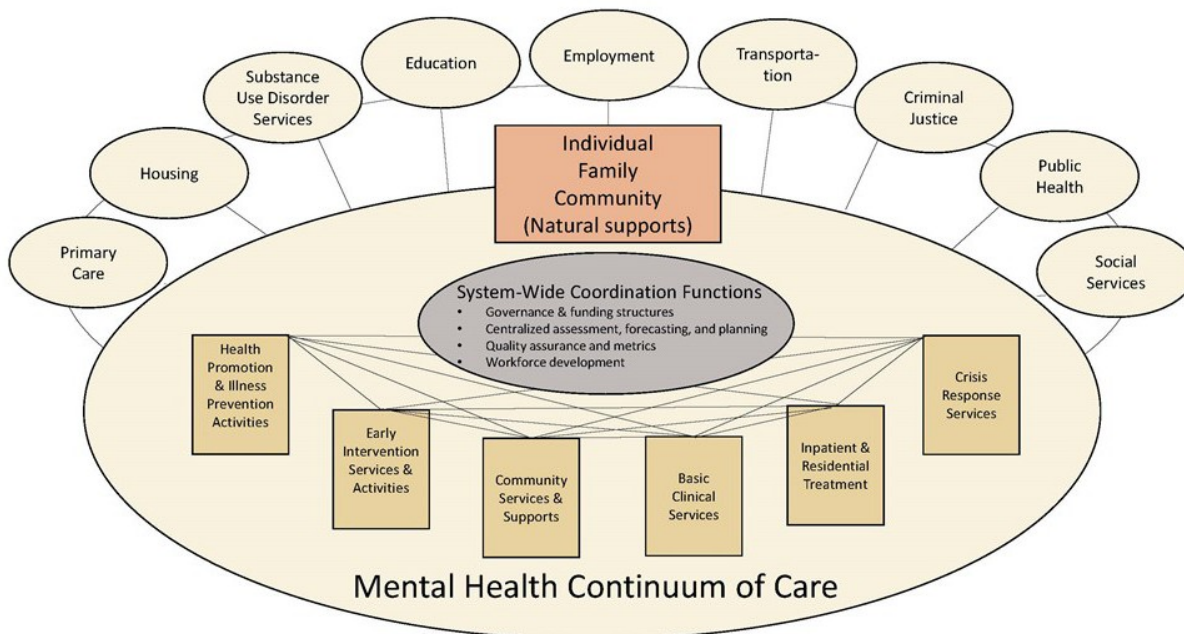 Primary
Care
Housing
Substance
Use Disorder
Services
Education
Employment
Transporta-
tion
Criminal
Justice
Public
Health
Social
Services
Individual
Family
Community
(Natural supports)
System-Wide Coordination Functions
• Governance & funding structures
• Centralized assessment, forecasting, and planning
• Quality assurance and metrics
• Workforce development
Health
Promotion
& Illness
Prevention
Activities
Early
Intervention
Services &
Activities
Community
Services &
Supports
Basic
Clinical
Services
Inpatient &
Residential
Treatment
Crisis
Response
Services
Mental Health Continuum of Care